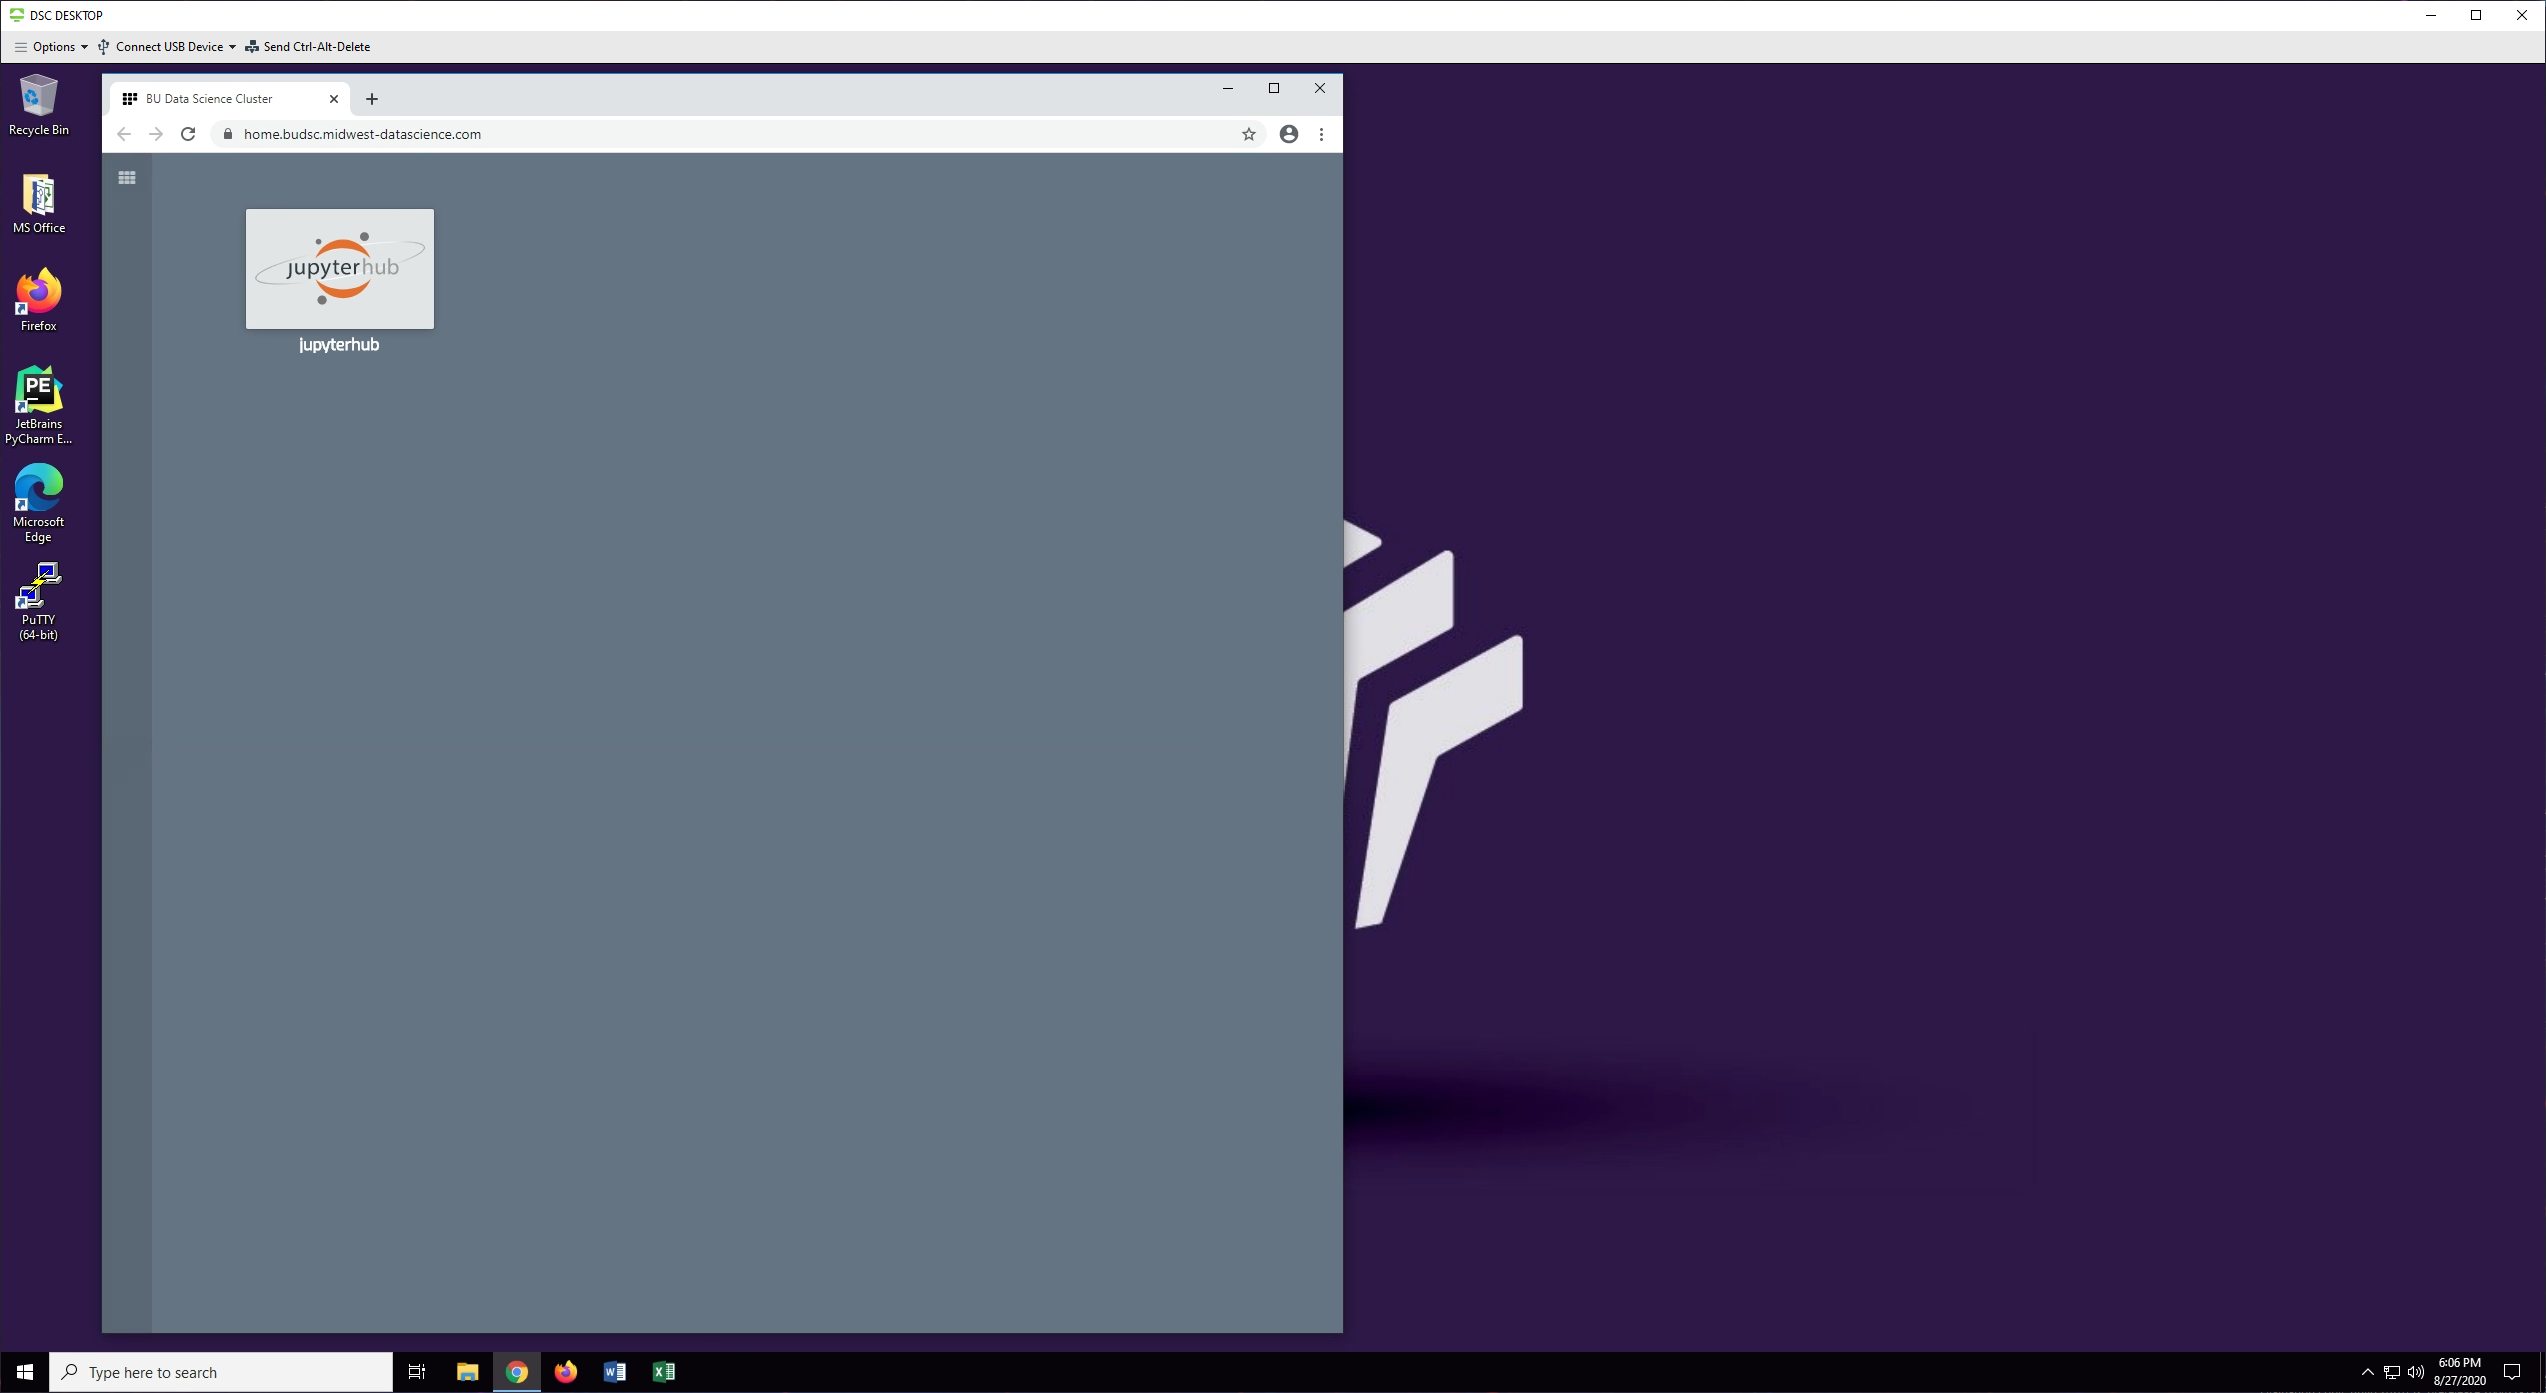 DSC DESKTOP
Options
Connect USB Device
Send Ctrl-Alt-Delete
Recycle Bin
MS Office
Firefox
PE
JetBrains
PyCharm E...
Microsoft
Edge
PuTTY
(64-bit)
BU Data Science Cluster
home.budsc.midwest-datascience.com
jupyterhub
jupyterhub
Type here to search
6:06 PM
8/27/2020